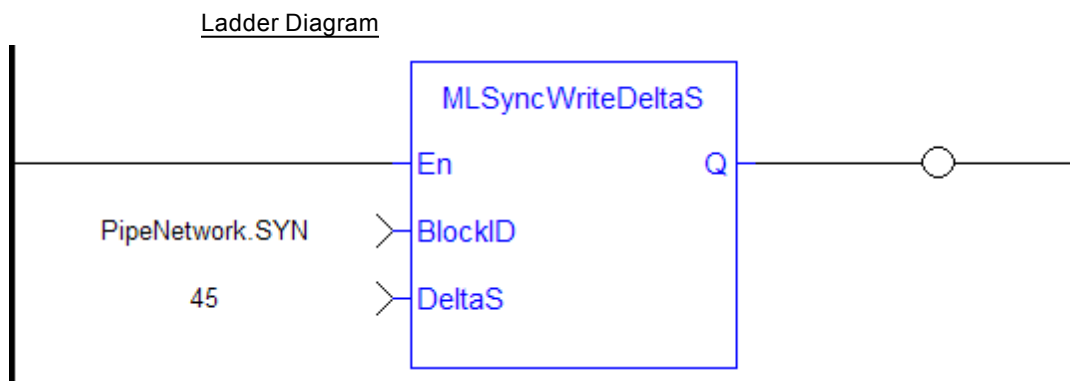 Ladder Diagram
MLSyncWriteDeltaS
En Q
PipeNetwork.SYN BlockID
45 DeltaS